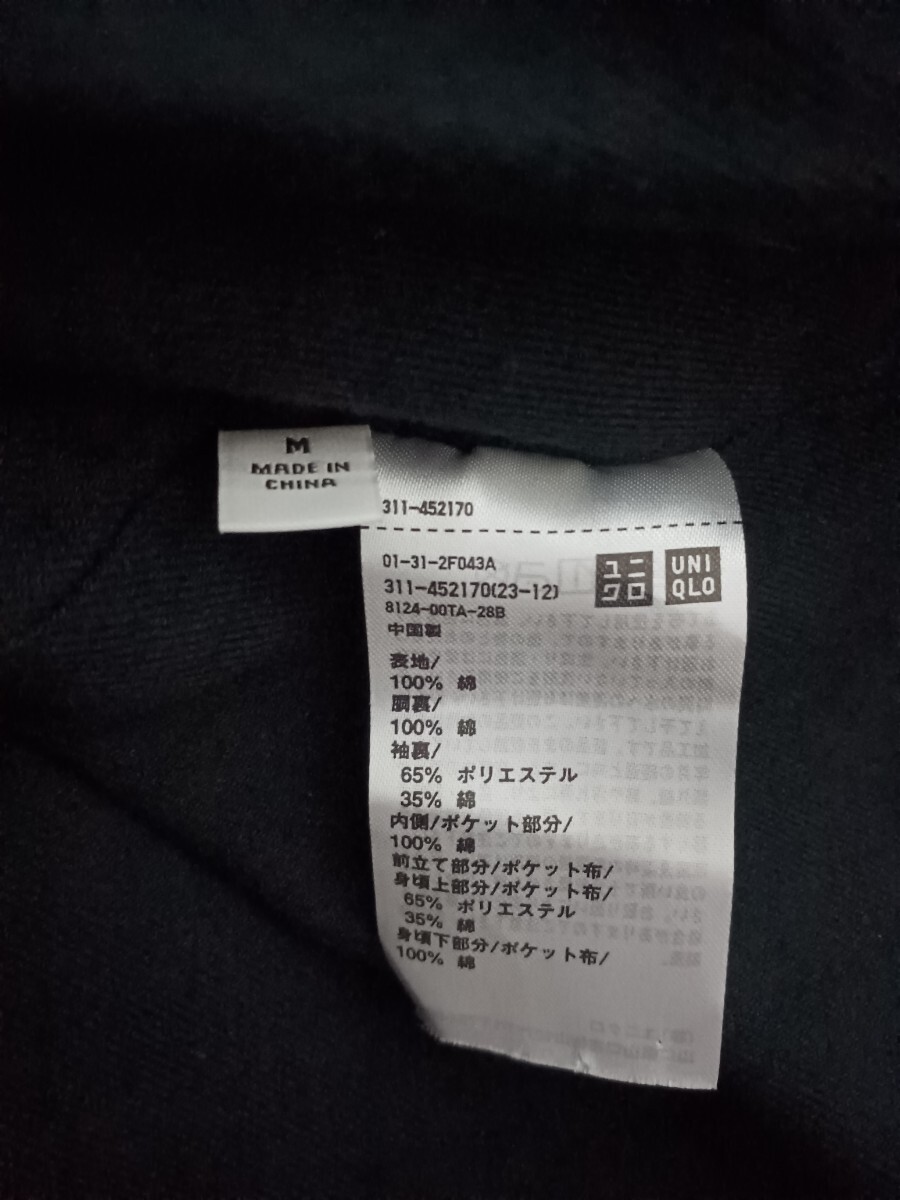 M
MADE IN
CHINA
311-452170
01-31-2F043A
311-452170(23-12)
8124-00TA-28B
中国製
ユニ
クロ
UNI
QLO
表地/
100% 綿
胴裏/
100% 綿
袖裏/
65% ポリエステル
35% 綿
内側/ポケット部分/
100% 綿
前立て部分/ポケット布/
身頃上部分/ポケット布/
65% ポリエステル
35% 綿
身頃下部分/ポケット布/
100% 綿